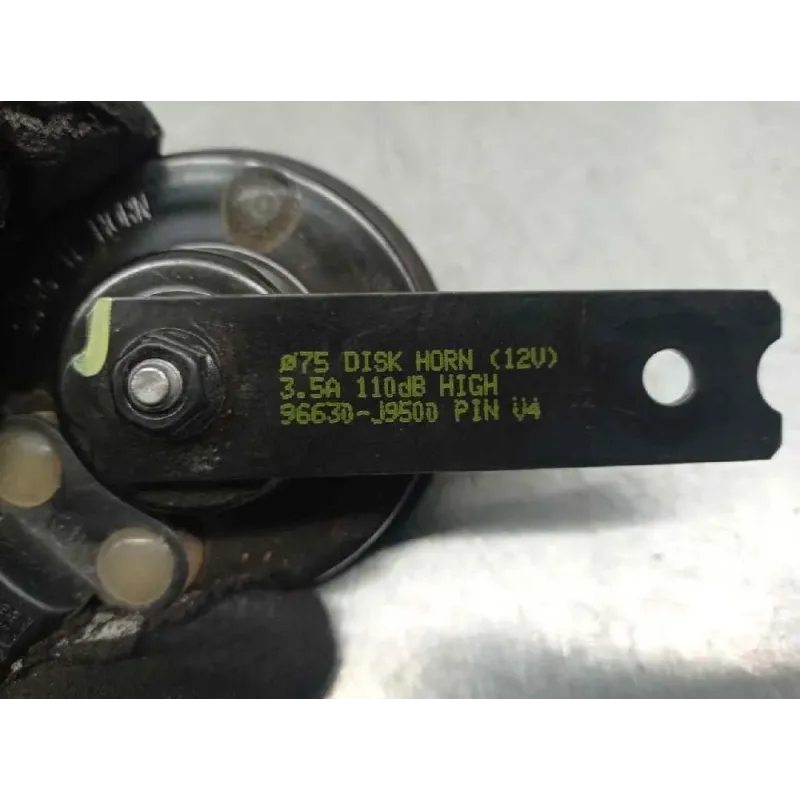 ø75 DISK HORN (12V)
3.5A 110dB HIGH
96630-J9500 PIN V4